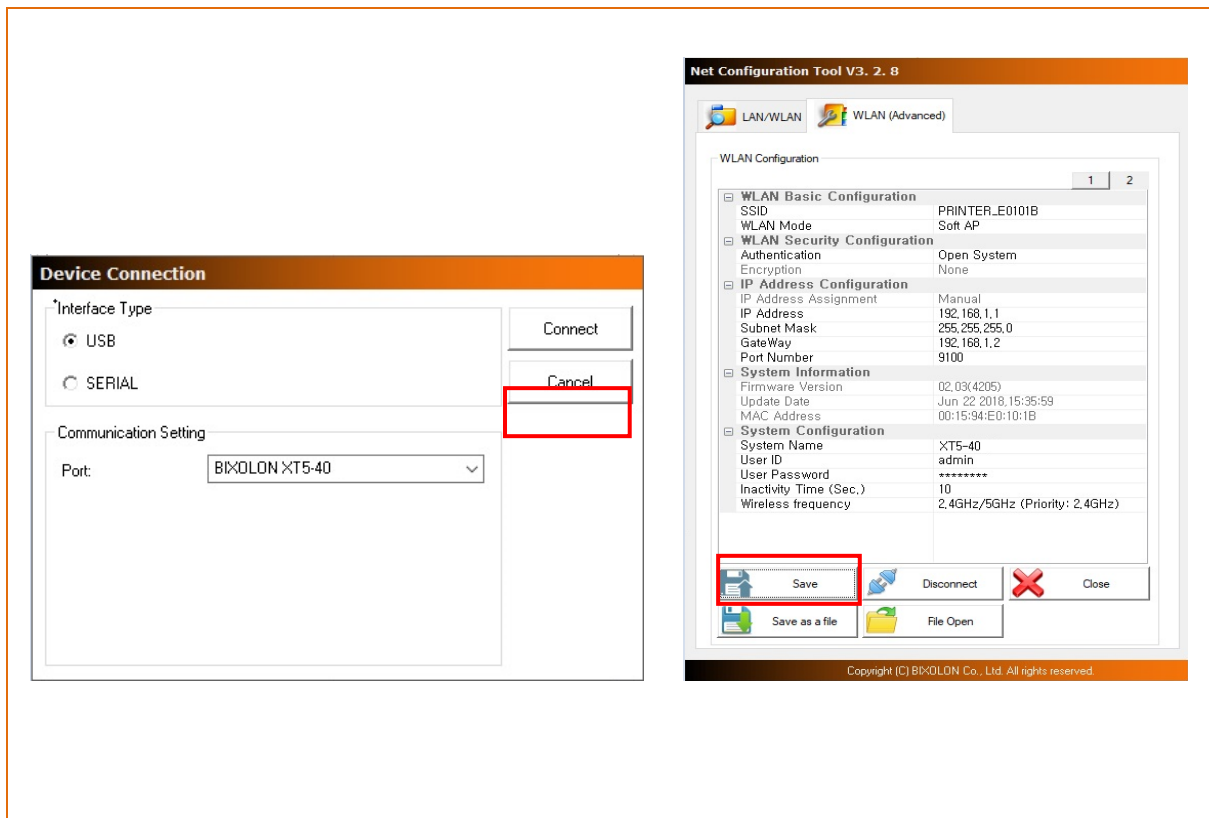 Device Connection
Interface Type
USB
SERIAL
Connect
Cancel
Communication Setting
Port: BIXOLON XT5-40
Net Configuration Tool V3. 2. 8
LAN/WLAN WLAN (Advanced)
WLAN Configuration
1 2
WLAN Basic Configuration
SSID PRINTER_E0101B
WLAN Mode Soft AP
WLAN Security Configuration
Authentication Open System
Encryption None
IP Address Configuration
IP Address Assignment Manual
IP Address 192,168,1,1
Subnet Mask 255,255,255,0
GateWay 192,168,1,2
Port Number 9100
System Information
Firmware Version 02,03(4205)
Update Date Jun 22 2018,15:35:59
MAC Address 00:15:94:E0:10:1B
System Configuration
System Name XT5-40
User ID admin
User Password ********
Inactivity Time (Sec,) 10
Wireless frequency 2,4GHz/5GHz (Priority: 2,4GHz)
Save Disconnect Close
Save as a file File Open
Copyright (C) BIXOLON Co., Ltd. All rights reserved.